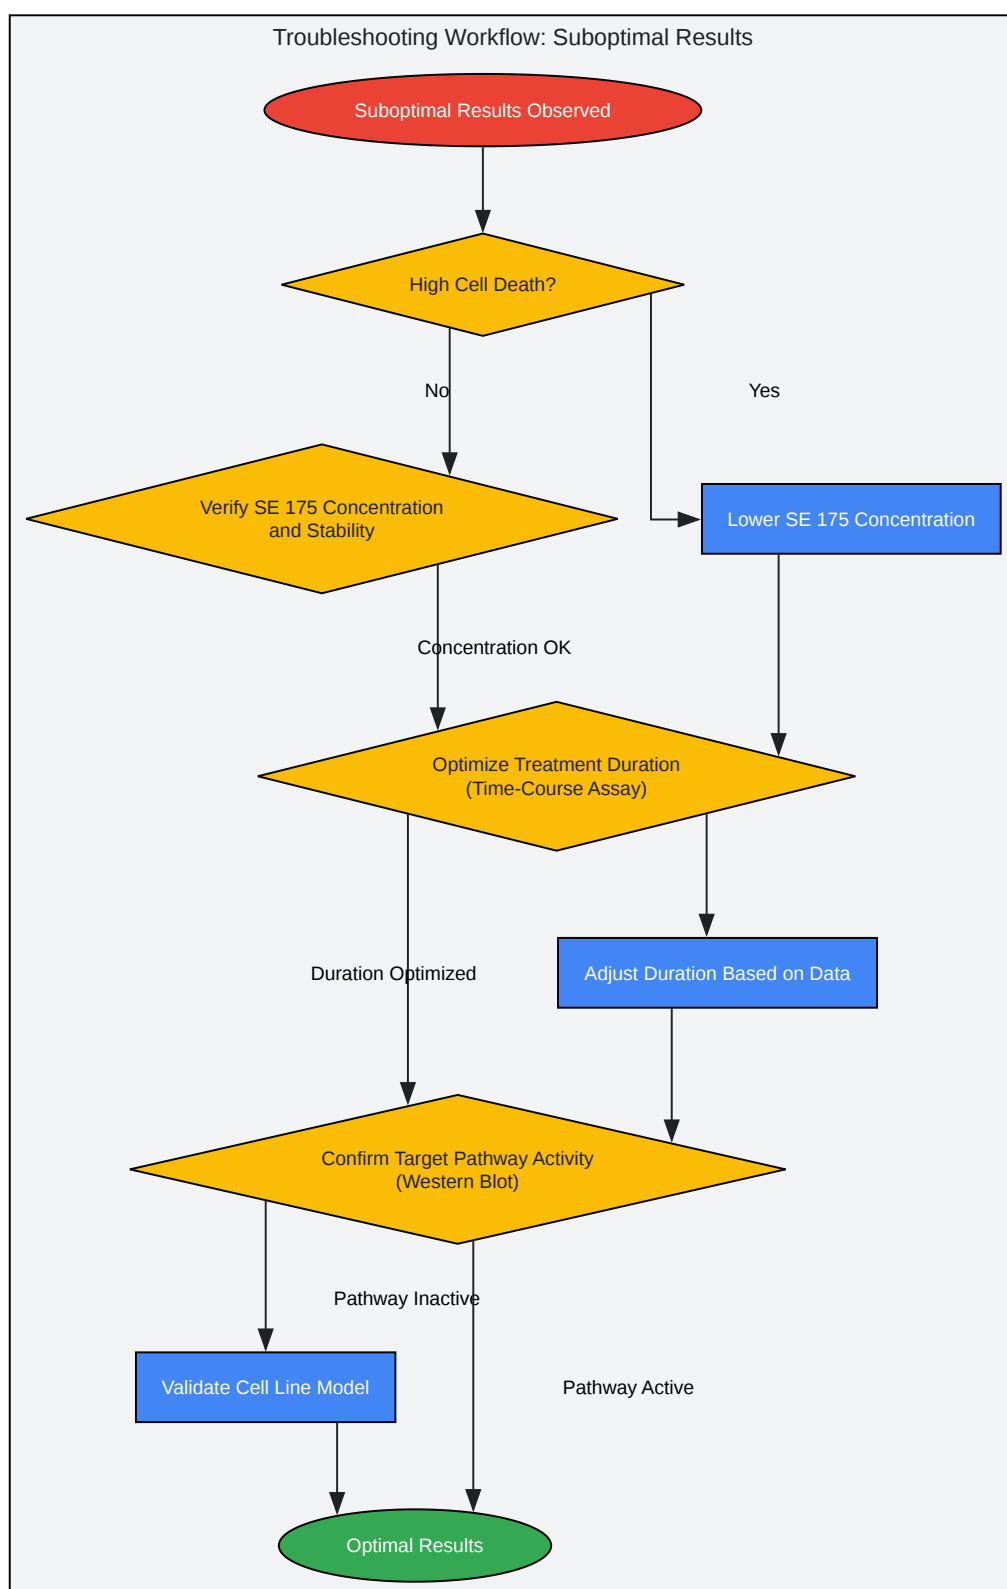 Troubleshooting Workflow: Suboptimal Results
Suboptimal Results Observed
High Cell Death?
No
Yes
Verify SE 175 Concentration
and Stability
Lower SE 175 Concentration
Concentration OK
Optimize Treatment Duration
(Time-Course Assay)
Duration Optimized
Adjust Duration Based on Data
Confirm Target Pathway Activity
(Western Blot)
Pathway Inactive
Validate Cell Line Model
Pathway Active
Optimal Results